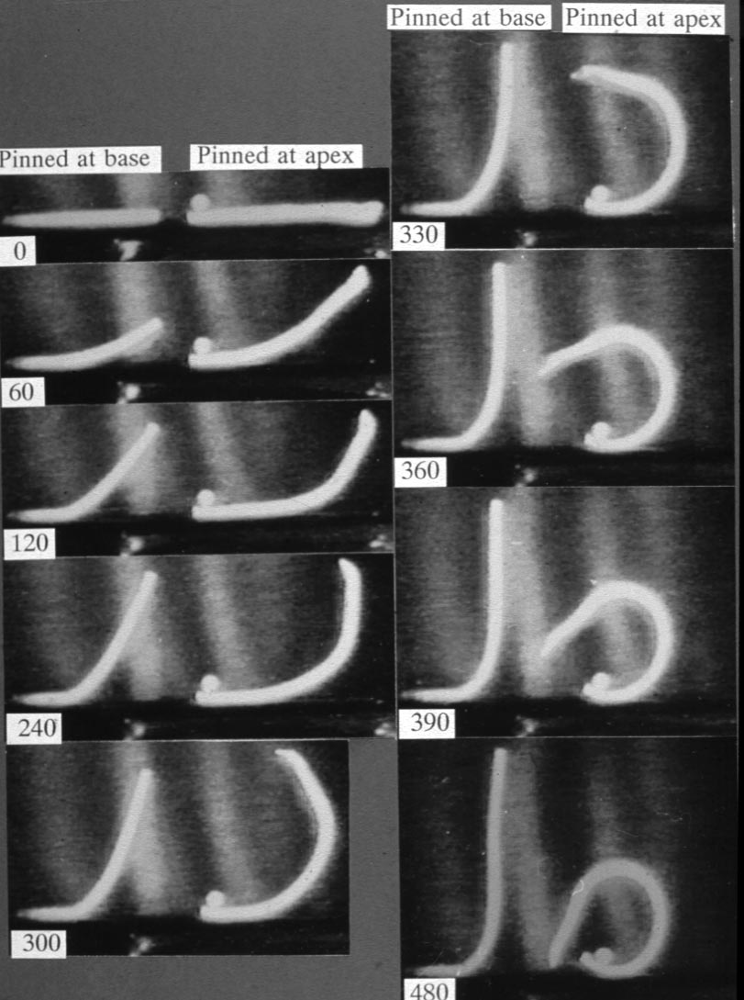 Pinned at base
Pinned at apex
0
60
120
240
300
Pinned at base
Pinned at apex
330
360
390
480